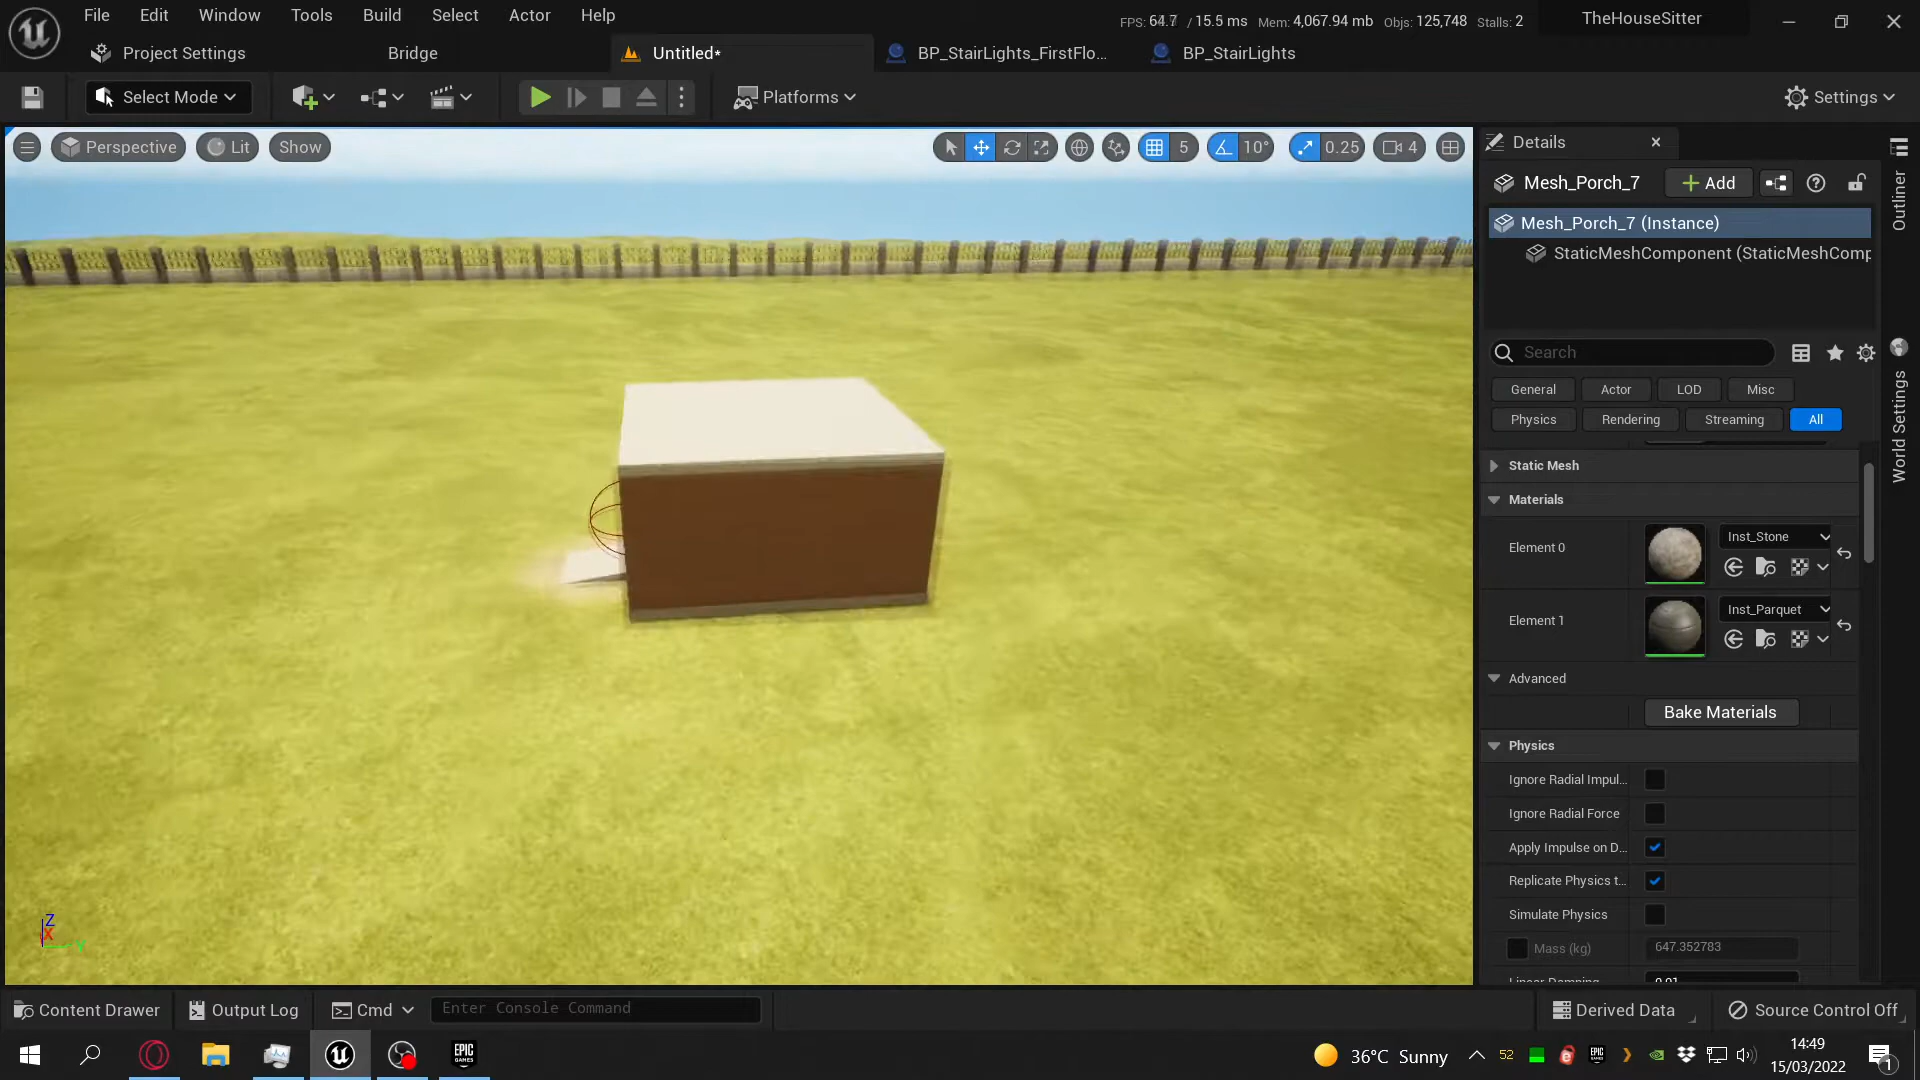 File Edit Window Tools Build Select Actor Help
FPS: / 15.5 ms Mem: 4,067.94 mb Objs: 125,748 Stalls: 2
TheHouseSitter
Project Settings
Bridge
Untitled*
BP_StairLights_FirstFlo...
BP_StairLights
Select Mode
Platforms
Settings
Perspective
Lit
Show
5
10°
0.25
4
Details
Mesh_Porch_7
Add
Mesh_Porch_7 (Instance)
StaticMeshComponent (StaticMeshComp
Search
General Actor LOD Misc
Physics Rendering Streaming All
Static Mesh
Materials
Element 0
Inst_Stone
Element 1
Inst_Parquet
Advanced
Bake Materials
Physics
Ignore Radial Impul...
Ignore Radial Force
Apply Impulse on D...
Replicate Physics t...
Simulate Physics
Mass (kg) 647.352783
Linear Damping 0.01
Outliner
World Settings
Z
X
Y
Content Drawer
Output Log
Cmd
Enter Console Command
Derived Data
Source Control Off
EPIC
GAMES
36°C Sunny
52
14:49
15/03/2022
1